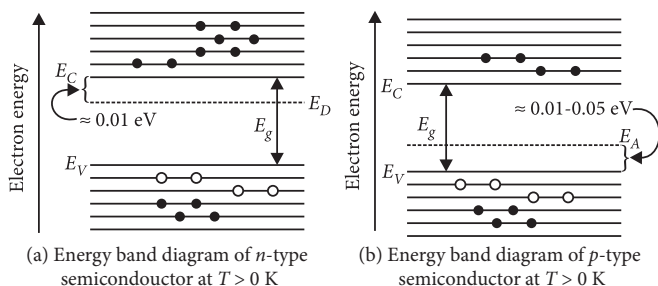 Electron energy
E_C
≈ 0.01 eV
E_D
E_g
E_V
(a) Energy band diagram of n-type
semicondouctor at T > 0 K
Electron energy
E_C
≈ 0.01-0.05 eV
E_g
E_A
E_V
(b) Energy band diagram of p-type
semiconductor at T > 0 K